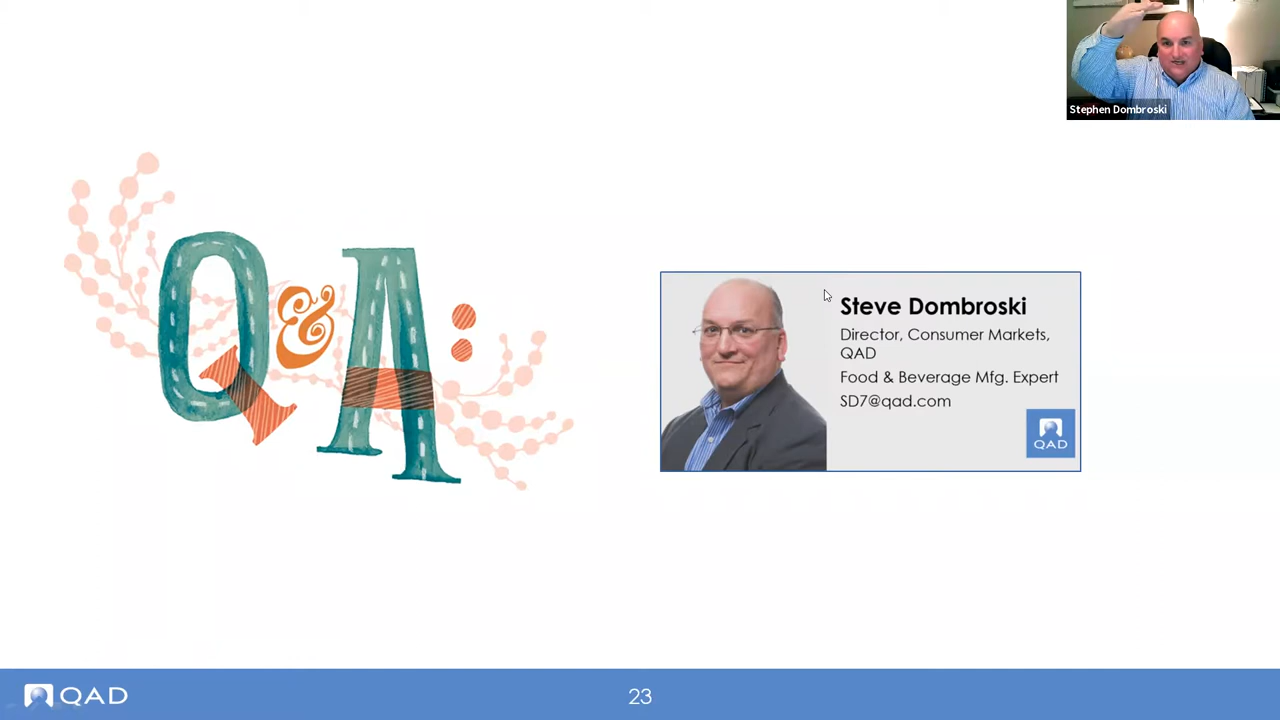 Stephen Dombroski
Q&A:
Steve Dombroski
Director, Consumer Markets,
QAD
Food & Beverage Mfg. Expert
SD7@qad.com
QAD
QAD
23